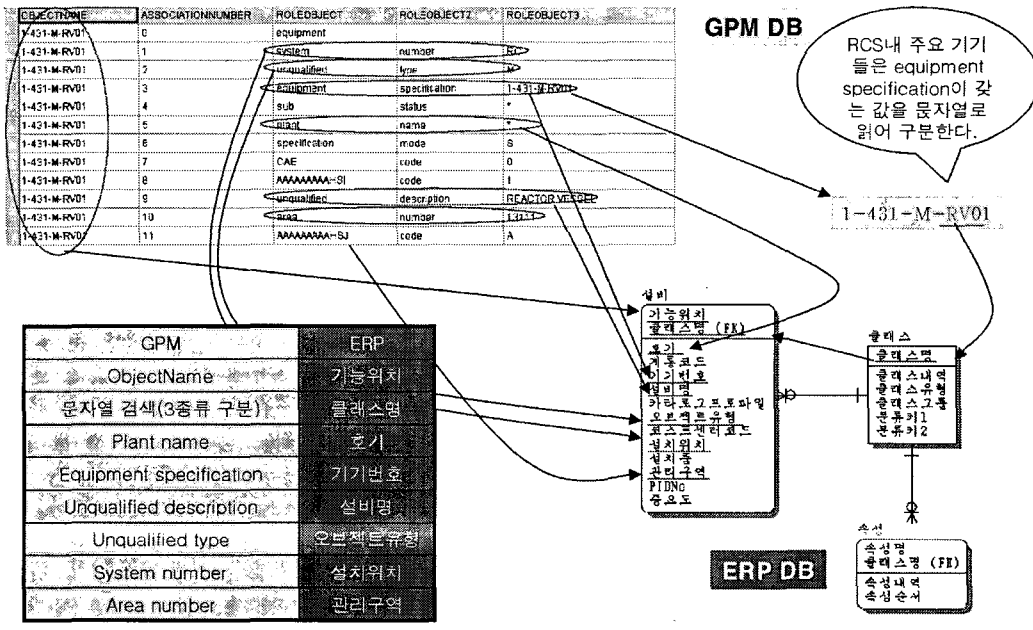 OBJECTNAME ASSOCIATIONNUMBER ROLEOBJECT ROLEOBJECT2 ROLEOBJECT3
1-431-M-RV01 0 equipment
1-431-M-RV01 1 system number RC
1-431-M-RV01 2 unqualified type M
1-431-M-RV01 3 equipment specification 1-431-M-RV01
1-431-M-RV01 4 sub status *
1-431-M-RV01 5 plant name *
1-431-M-RV01 6 specification mode S
1-431-M-RV01 7 CAE code 0
1-431-M-RV01 8 AAAAAAAAA-SI code 1
1-431-M-RV01 9 unqualified description REACTOR VESSEL
1-431-M-RV01 10 area number
1-431-M-RV01 11 AAAAAAAAA-SJ code A
GPM DB
RCS내 주요 기기
들은 equipment
specification이 갖
는 값을 문자열로
읽어 구분한다.
1-431-M-RV01
GPM ERP
ObjectName 기능위치
문자열 검색(3종류 구분) 클래스명
Plant name 호기
Equipment specification 기기번호
Unqualified description 설비명
Unqualified type 오브젝트유형
System number 설치위치
Area number 관리구역
설비
기능위치
클래스명 (FK)
호기
계통코드
기기번호
설비명
카타로그프로파일
오브젝트유형
코스트센터코드
설치위치
설치품
관리구역
PIDNo
중요도
클래스
클래스명
클래스내역
클래스유형
클래스그룹
분류키1
분류키2
속성
속성명
클래스명 (FK)
속성내역
속성순서
ERP DB